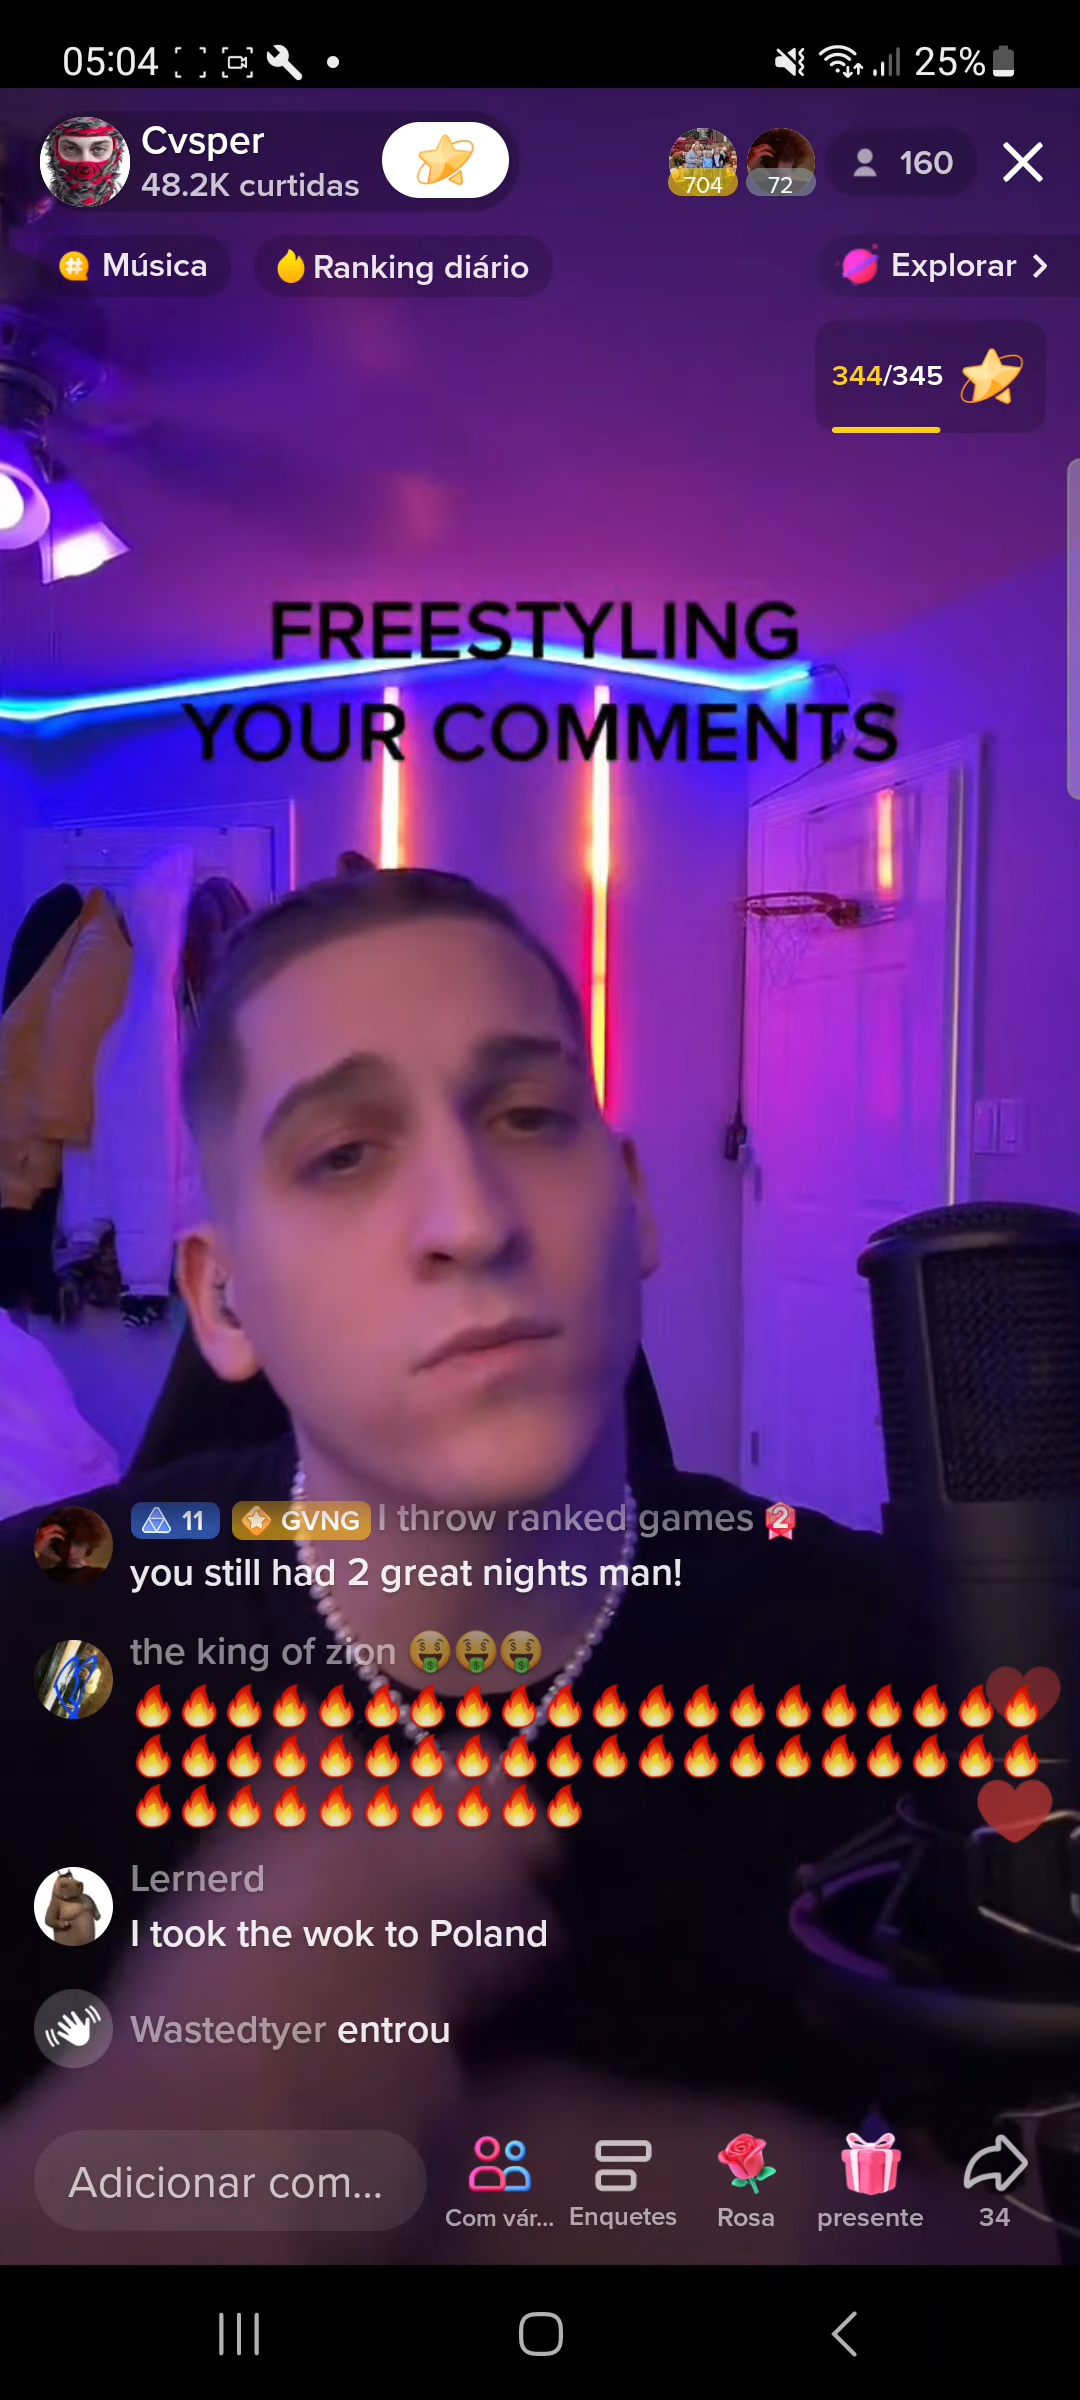 05:04
25%
Cvsper
48.2K curtidas
704
72
160
Música
Ranking diário
Explorar
344/345
FREESTYLING
YOUR COMMENTS
11 GVNG I throw ranked games 2
you still had 2 great nights man!
the king of zion 🤑🤑🤑
🔥🔥🔥🔥🔥🔥🔥🔥🔥🔥🔥🔥🔥🔥🔥🔥🔥🔥🔥🔥
🔥🔥🔥🔥🔥🔥🔥🔥🔥🔥🔥🔥🔥🔥🔥🔥🔥🔥🔥🔥
🔥🔥🔥🔥🔥🔥🔥🔥🔥🔥
Lernerd
I took the wok to Poland
Wastedtyer entrou
Adicionar com...
Com vár...
Enquetes
Rosa
presente
34